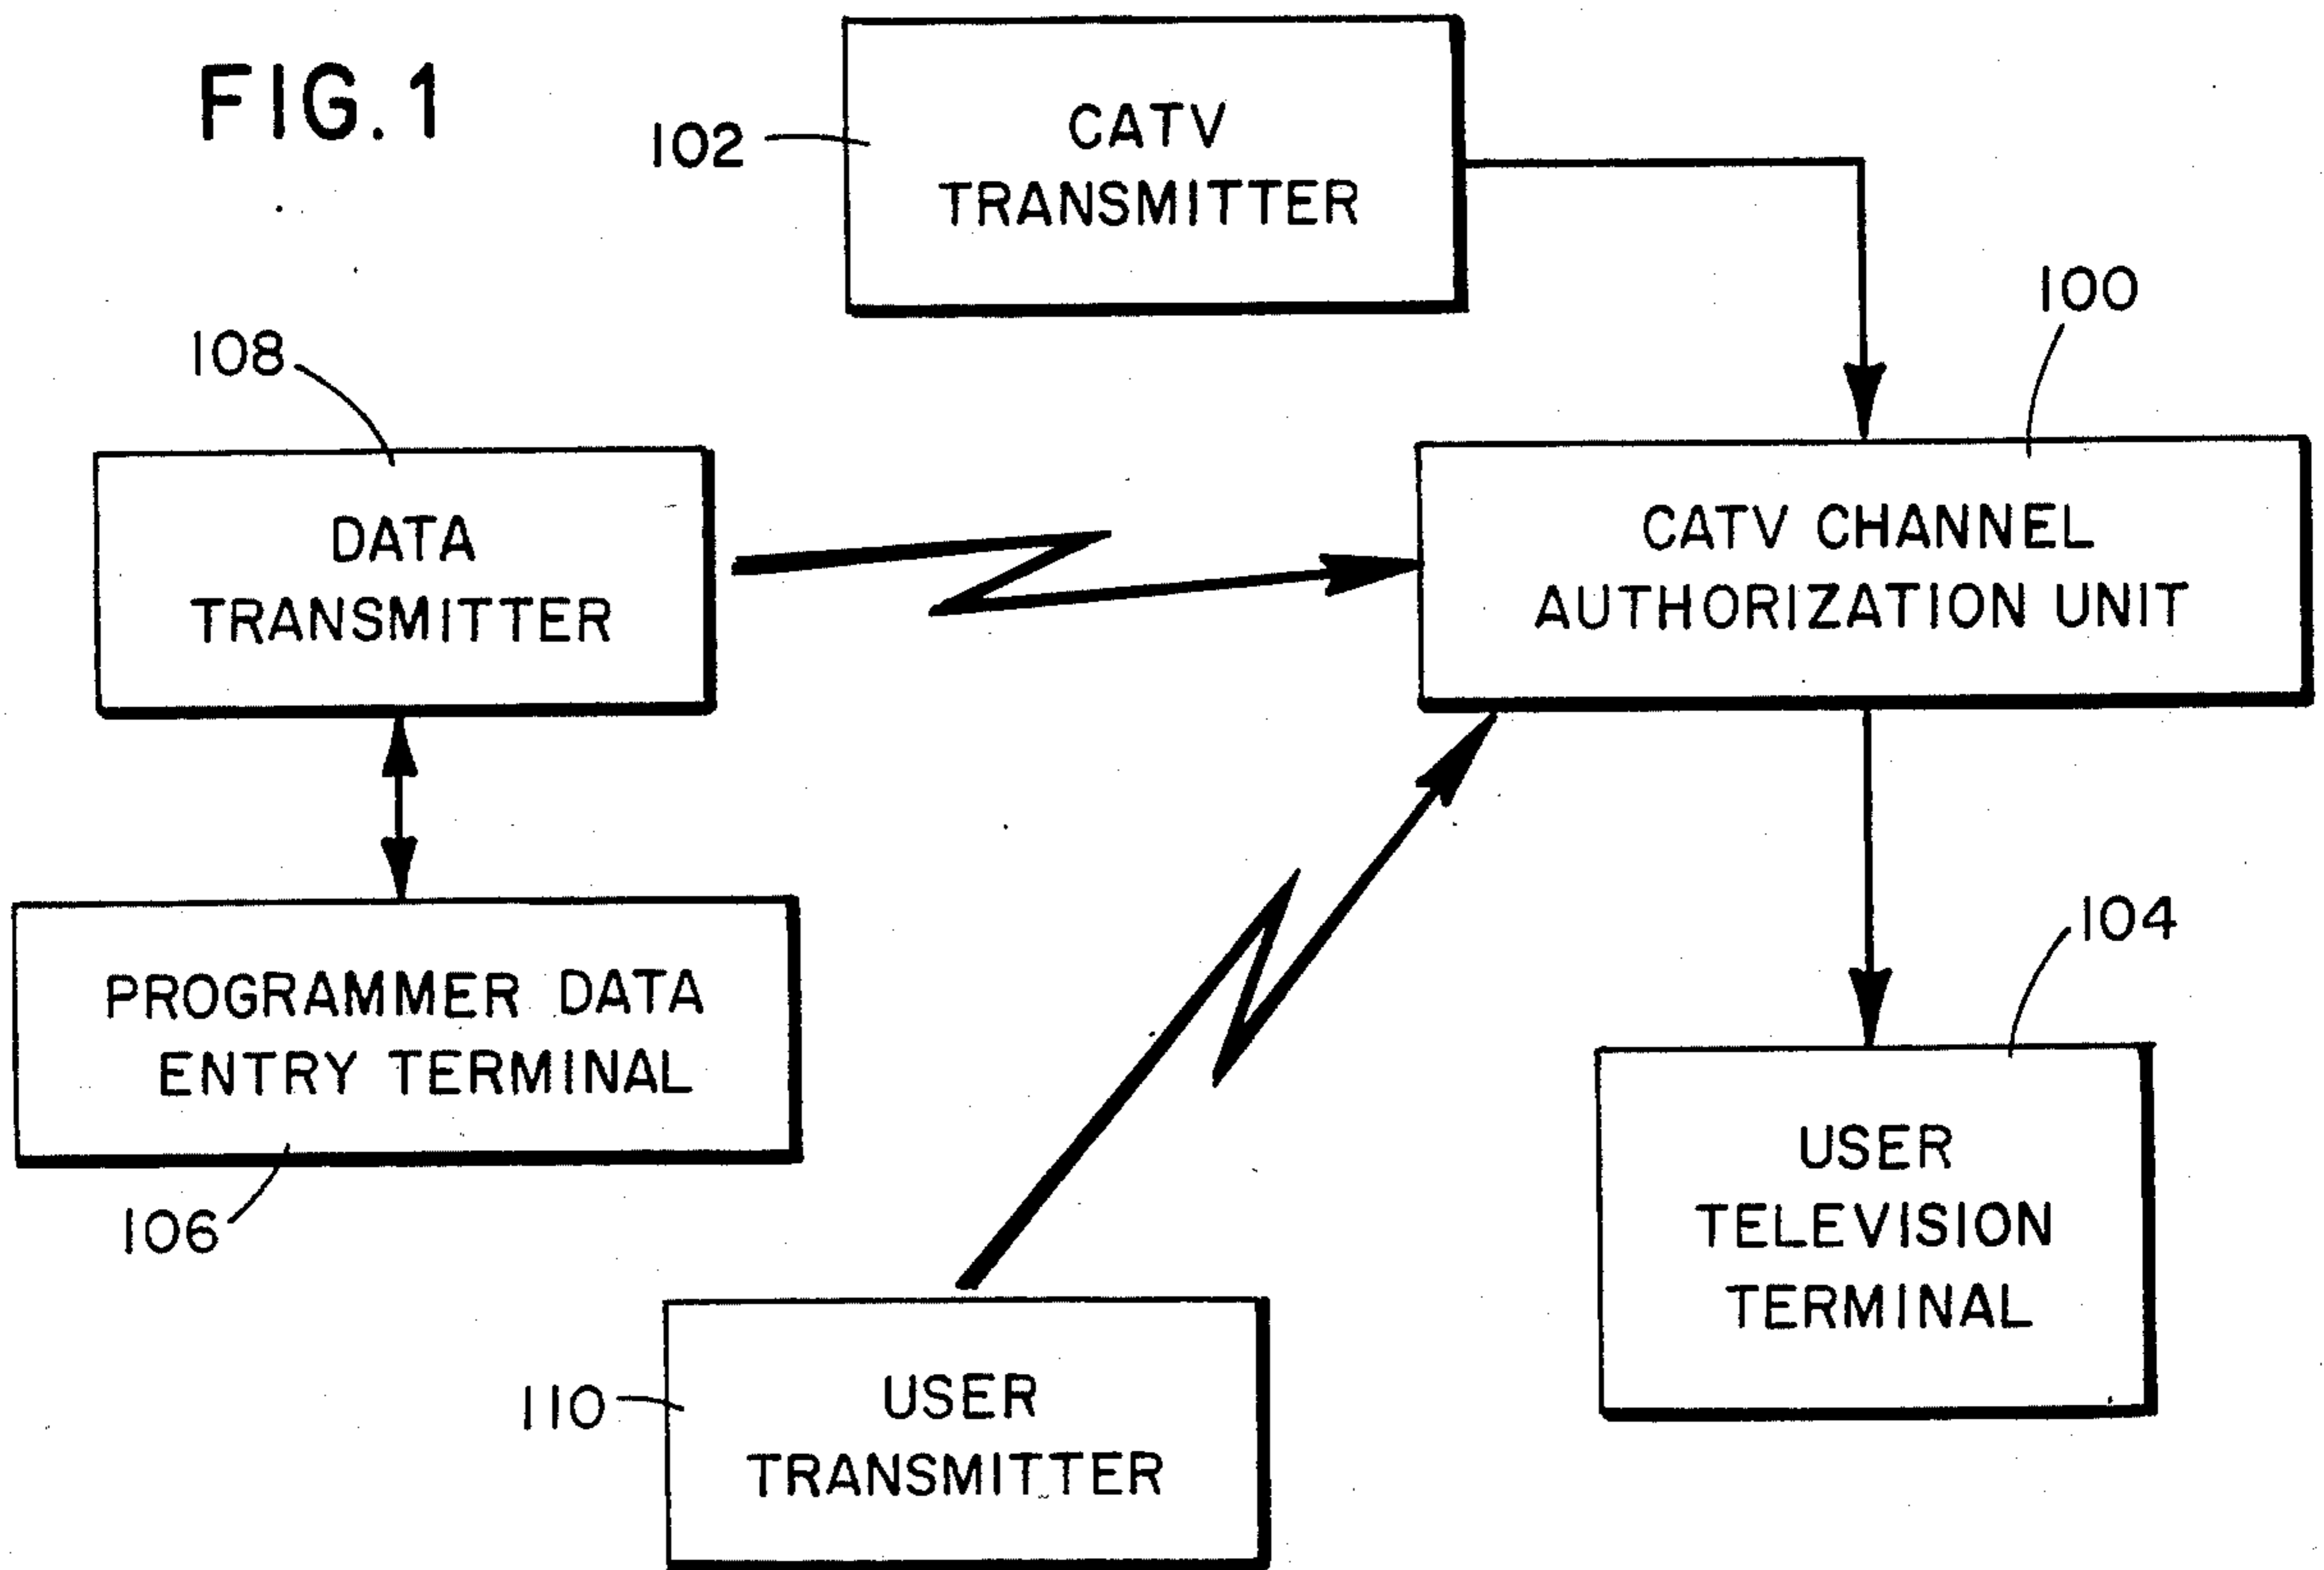 FIG. 1
102
CATV
TRANSMITTER
100
108
DATA
TRANSMITTER
CATV CHANNEL
AUTHORIZATION UNIT
PROGRAMMER DATA
ENTRY TERMINAL
106
104
USER
TELEVISION
TERMINAL
110
USER
TRANSMITTER